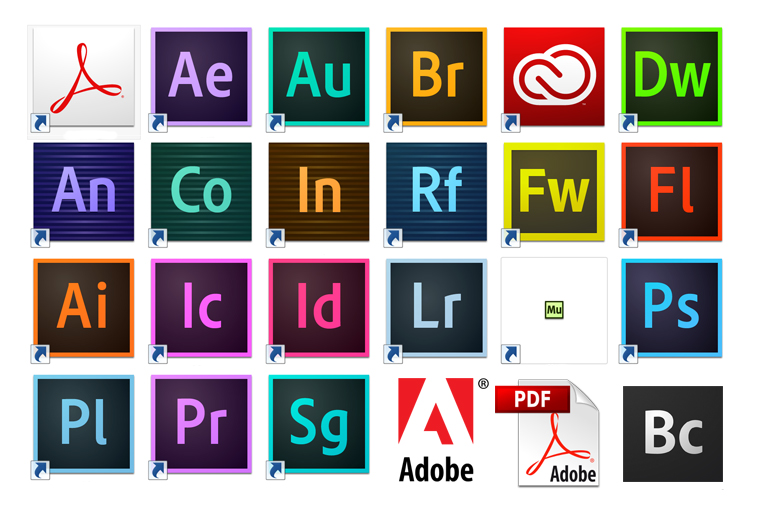 Ae
Au
Br
Dw
An
Co
In
Rf
Fw
Fl
Ai
Ic
Id
Lr
Mu
Ps
Pl
Pr
Sg
®
Adobe
PDF
Adobe
Bc